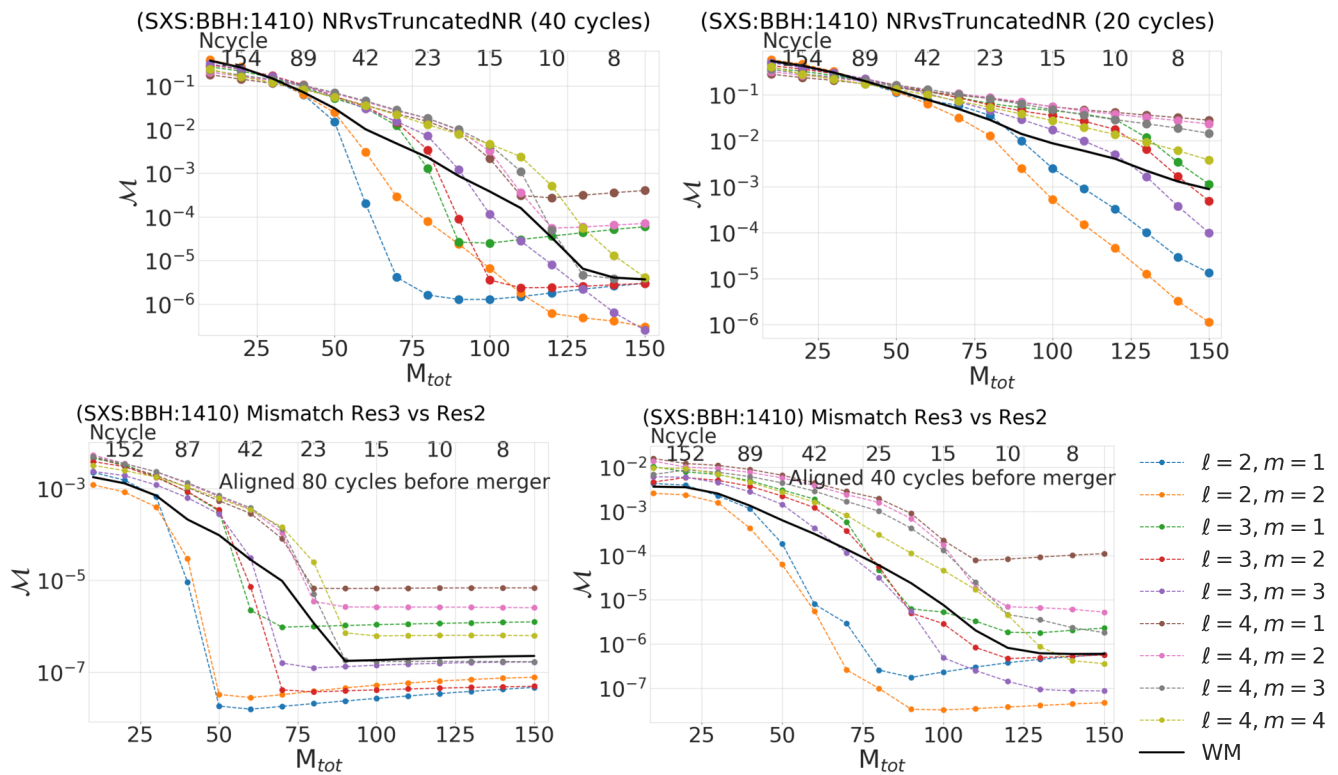 (SXS:BBH:1410) NRvsTruncatedNR (40 cycles)
Ncycle
154 89 42 23 15 10 8
10⁻¹
10⁻²
10⁻³
10⁻⁴
10⁻⁵
10⁻⁶
ℳ
25 50 75 100 125 150
M_tot
(SXS:BBH:1410) NRvsTruncatedNR (20 cycles)
Ncycle
154 89 42 23 15 10 8
10⁻¹
10⁻²
10⁻³
10⁻⁴
10⁻⁵
10⁻⁶
ℳ
25 50 75 100 125 150
M_tot
(SXS:BBH:1410) Mismatch Res3 vs Res2
Ncycle
152 87 42 23 15 10 8
Aligned 80 cycles before merger
10⁻³
10⁻⁵
10⁻⁷
ℳ
25 50 75 100 125 150
M_tot
(SXS:BBH:1410) Mismatch Res3 vs Res2
Ncycle
152 89 42 25 15 10 8
Aligned 40 cycles before merger
10⁻²
10⁻³
10⁻⁴
10⁻⁵
10⁻⁶
10⁻⁷
ℳ
25 50 75 100 125 150
M_tot
ℓ = 2, m = 1
ℓ = 2, m = 2
ℓ = 3, m = 1
ℓ = 3, m = 2
ℓ = 3, m = 3
ℓ = 4, m = 1
ℓ = 4, m = 2
ℓ = 4, m = 3
ℓ = 4, m = 4
WM